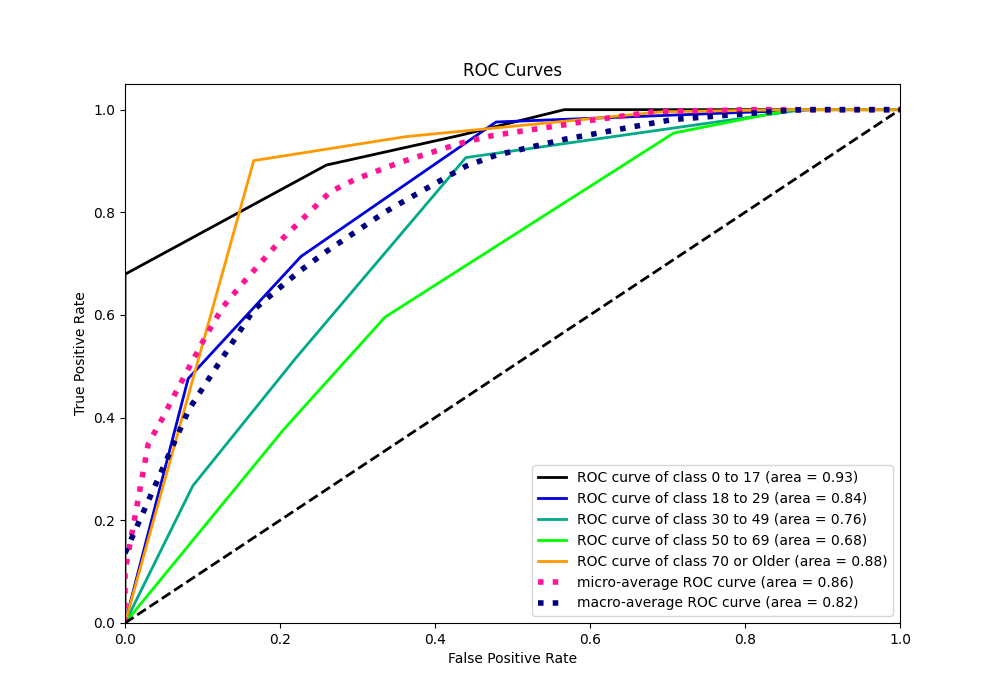 ROC Curves
True Positive Rate
1.0
0.8
0.6
0.4
0.2
0.0
0.0 0.2 0.4 0.6 0.8 1.0
False Positive Rate
ROC curve of class 0 to 17 (area = 0.93)
ROC curve of class 18 to 29 (area = 0.84)
ROC curve of class 30 to 49 (area = 0.76)
ROC curve of class 50 to 69 (area = 0.68)
ROC curve of class 70 or Older (area = 0.88)
micro-average ROC curve (area = 0.86)
macro-average ROC curve (area = 0.82)